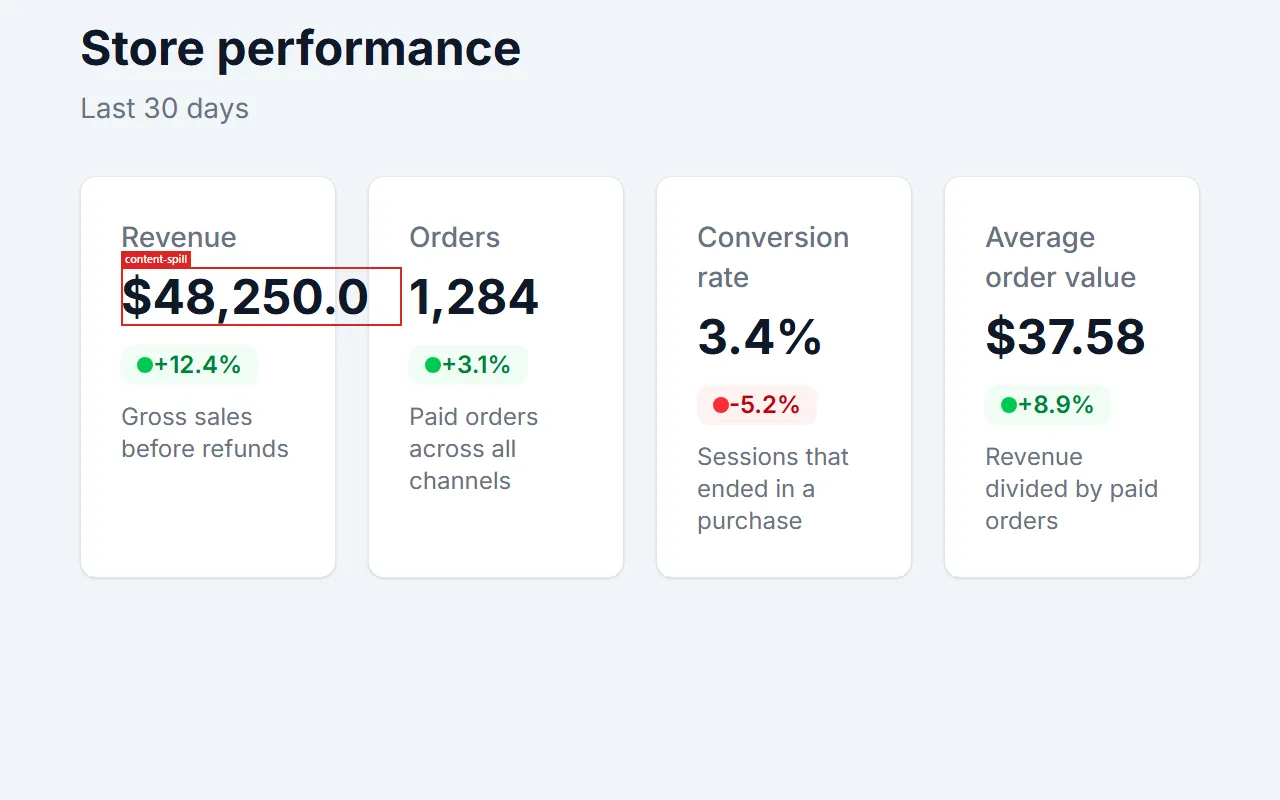 Store performance
Last 30 days
Revenue
content-spill
$48,250.0
+12.4%
Gross sales
before refunds
Orders
1,284
+3.1%
Paid orders
across all
channels
Conversion
rate
3.4%
-5.2%
Sessions that
ended in a
purchase
Average
order value
$37.58
+8.9%
Revenue
divided by paid
orders